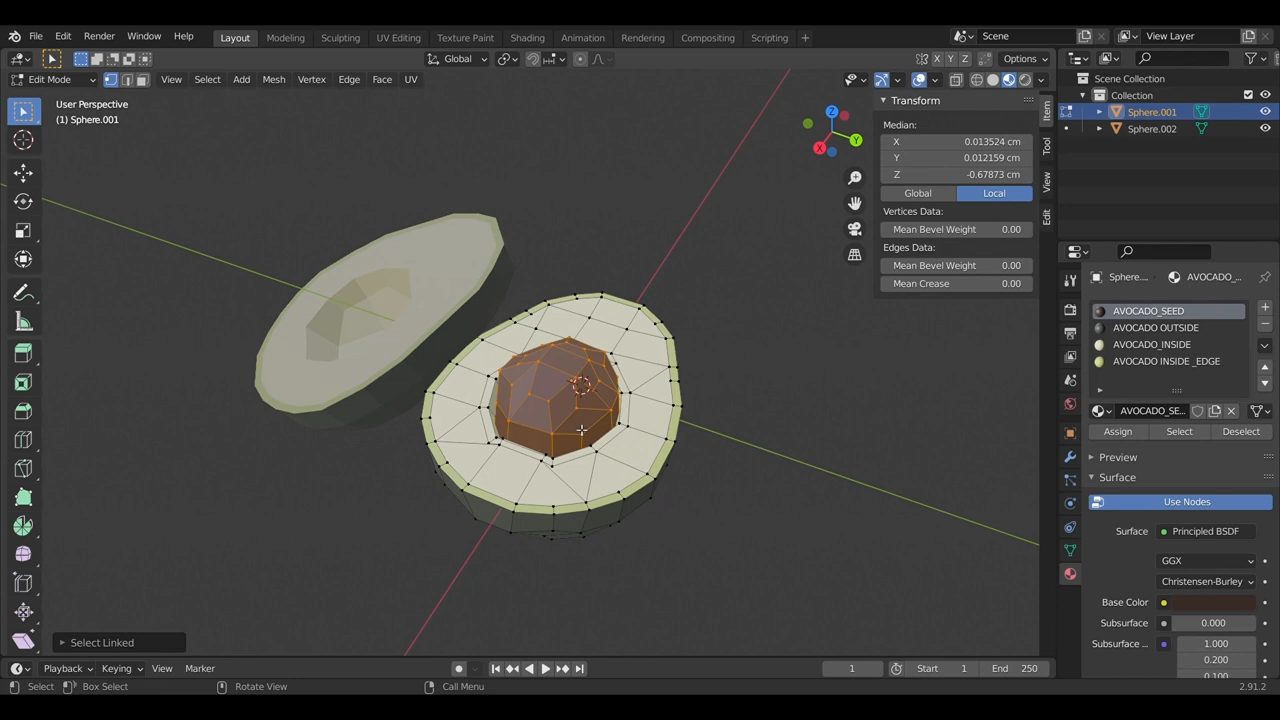 File Edit Render Window Help Layout Modeling Sculpting UV Editing Texture Paint Shading Animation Rendering Compositing Scripting + Scene View Layer
Global X Y Z Options
Edit Mode View Select Add Mesh Vertex Edge Face UV
User Perspective
(1) Sphere.001
Z
Y
X
Transform
Median:
X 0.013524 cm
Y 0.012159 cm
Z -0.67873 cm
Global Local
Vertices Data:
Mean Bevel Weight 0.00
Edges Data:
Mean Bevel Weight 0.00
Mean Crease 0.00
Item
Tool
View
Edit
Scene Collection
Collection
Sphere.001
Sphere.002
Sphere.... AVOCADO_...
AVOCADO_SEED
AVOCADO OUTSIDE
AVOCADO_INSIDE
AVOCADO INSIDE _EDGE
AVOCADO_SE...
Assign Select Deselect
Preview
Surface
Use Nodes
Surface Principled BSDF
GGX
Christensen-Burley
Base Color
Subsurface 0.000
Subsurface ... 1.000
0.200
0.100
Select Linked
Playback Keying View Marker 1 Start 1 End 250
Select Box Select Rotate View Call Menu 2.91.2